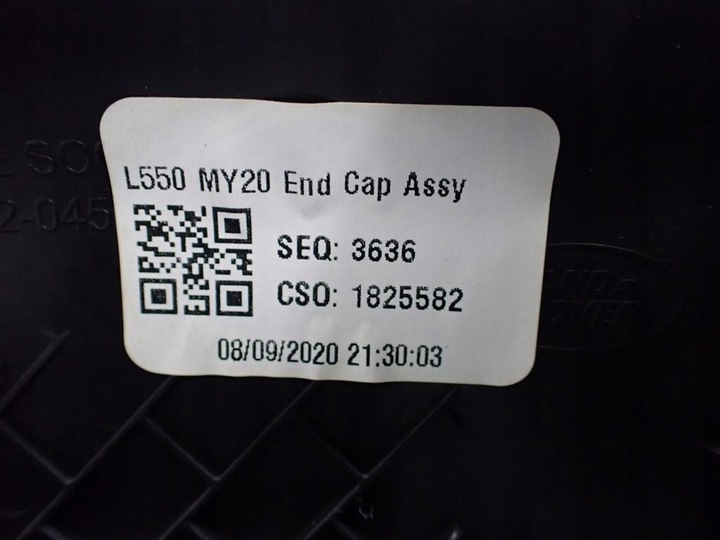 L550 MY20 End Cap Assy
SEQ: 3636
CSO: 1825582
08/09/2020 21:30:03